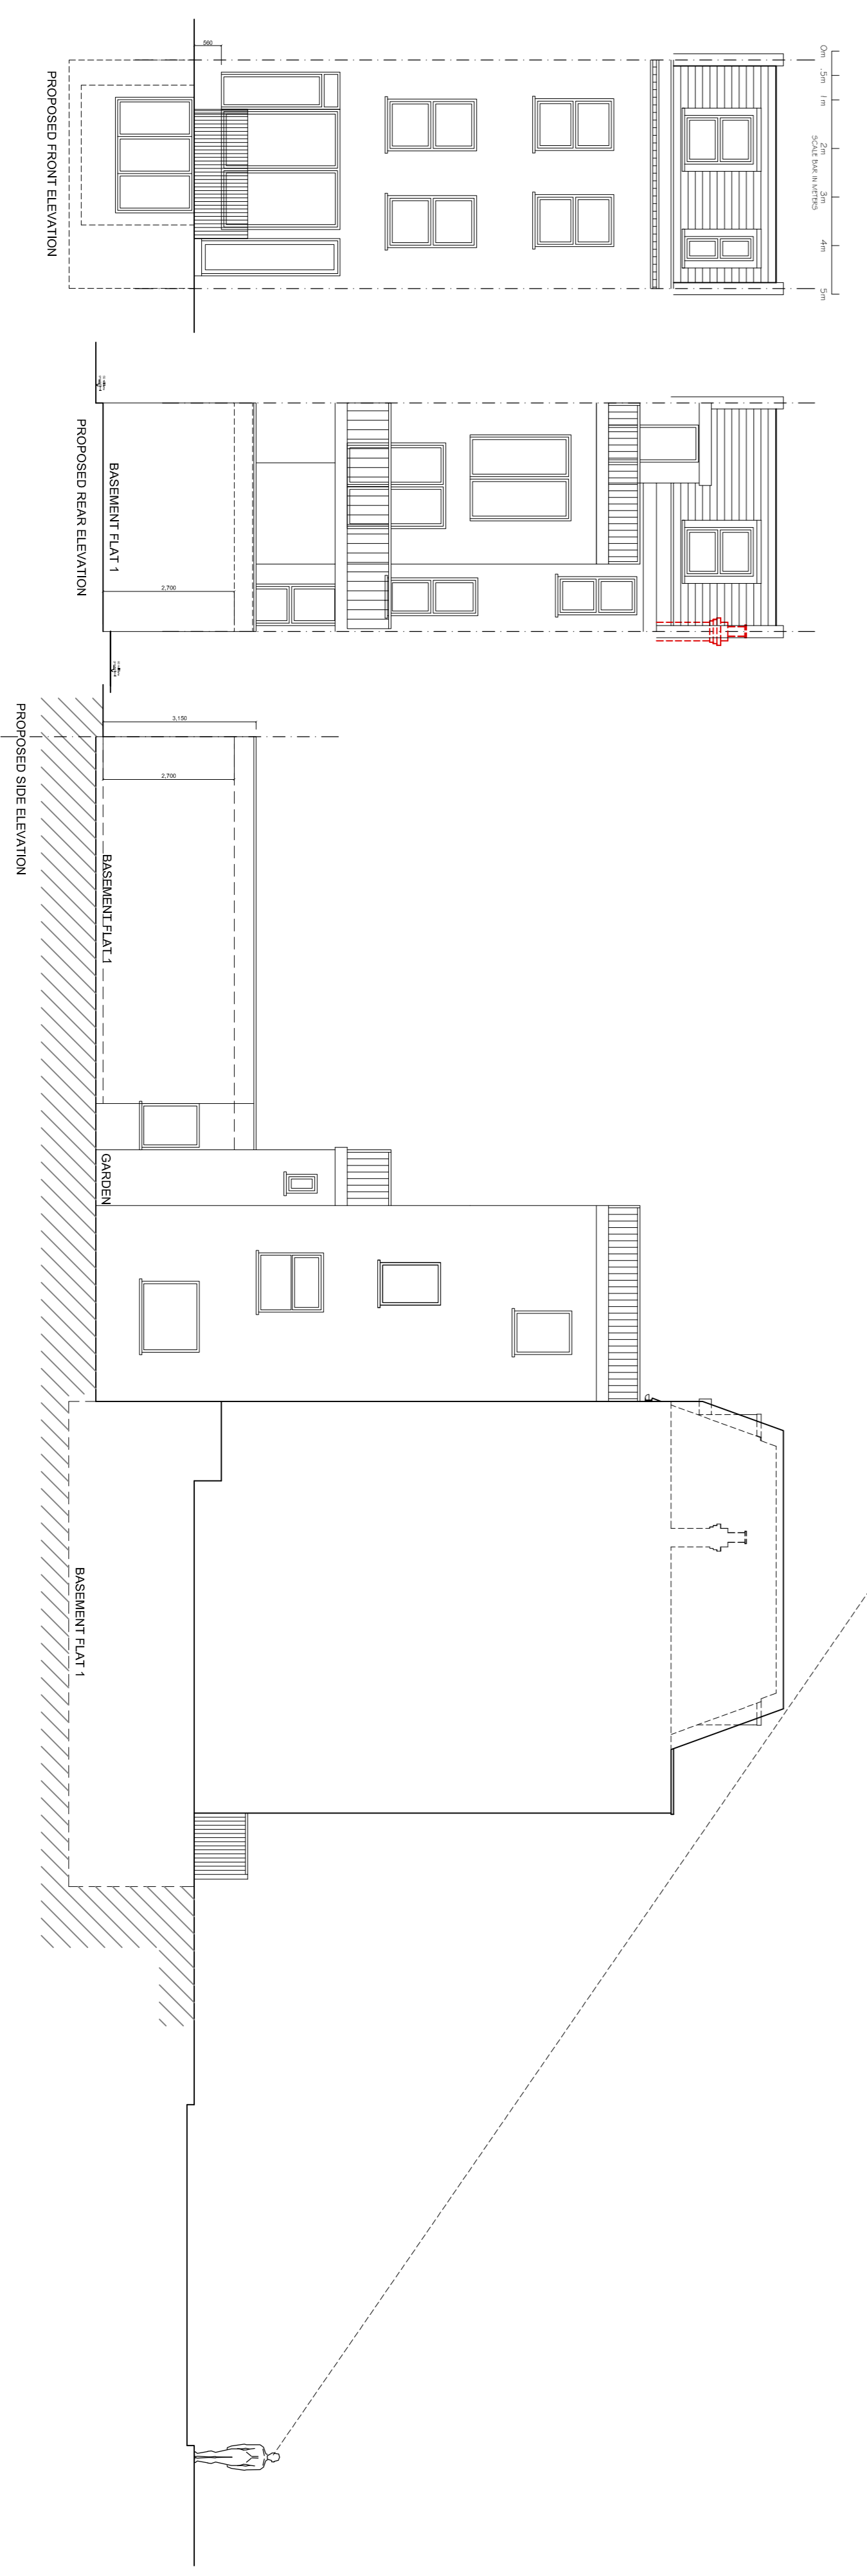 0m .5m 1m 2m 3m 4m 5m
SCALE BAR IN METERS
560
PROPOSED FRONT ELEVATION
BASEMENT FLAT 1
2,700
PROPOSED REAR ELEVATION
3,150
2,700
BASEMENT FLAT 1
GARDEN
BASEMENT FLAT 1
PROPOSED SIDE ELEVATION